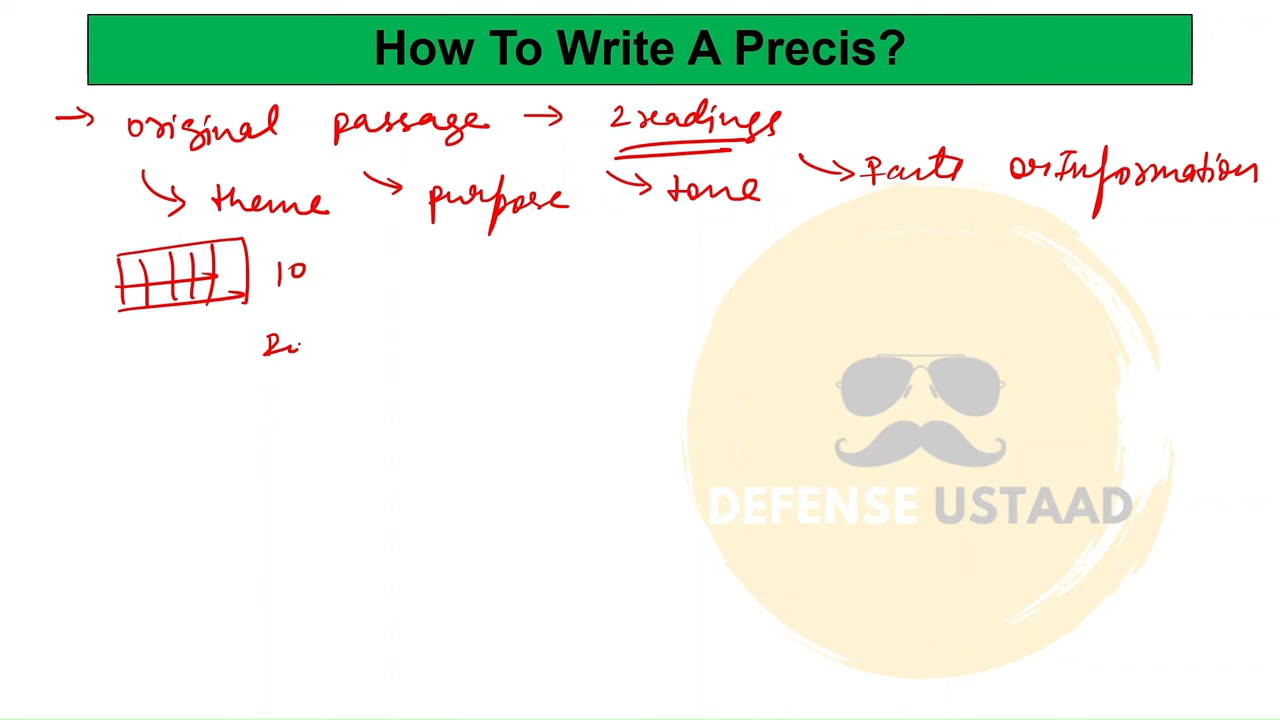 How To Write A Precis?
→ original passage → 2 readings
theme purpose tone Facts or Information
10
DEFENSE USTAAD